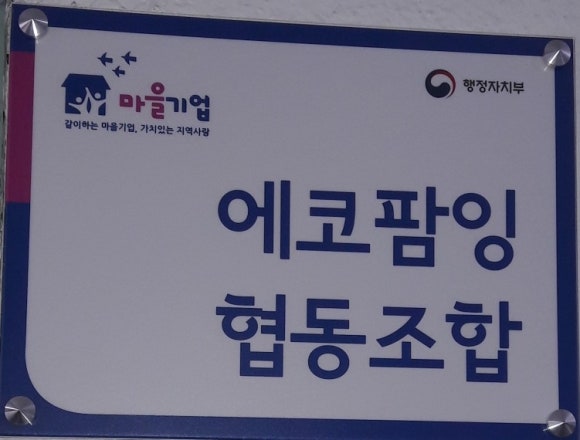 마을기업
같이하는 마을기업, 가치있는 지역사랑
행정자치부
에코팜잉
협동조합